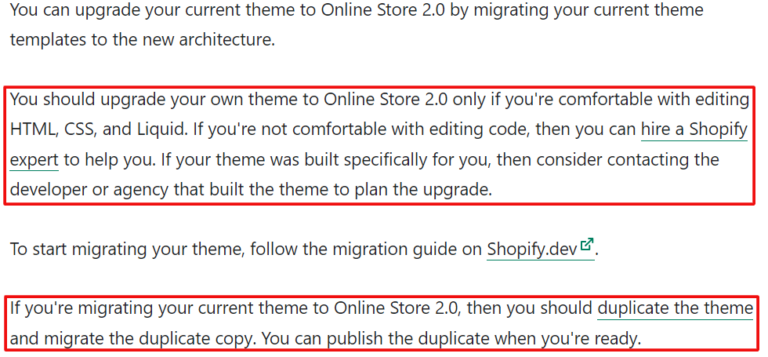 You can upgrade your current theme to Online Store 2.0 by migrating your current theme
templates to the new architecture.
You should upgrade your own theme to Online Store 2.0 only if you're comfortable with editing
HTML, CSS, and Liquid. If you're not comfortable with editing code, then you can hire a Shopify
expert to help you. If your theme was built specifically for you, then consider contacting the
developer or agency that built the theme to plan the upgrade.
To start migrating your theme, follow the migration guide on Shopify.dev.
If you're migrating your current theme to Online Store 2.0, then you should duplicate the theme
and migrate the duplicate copy. You can publish the duplicate when you're ready.